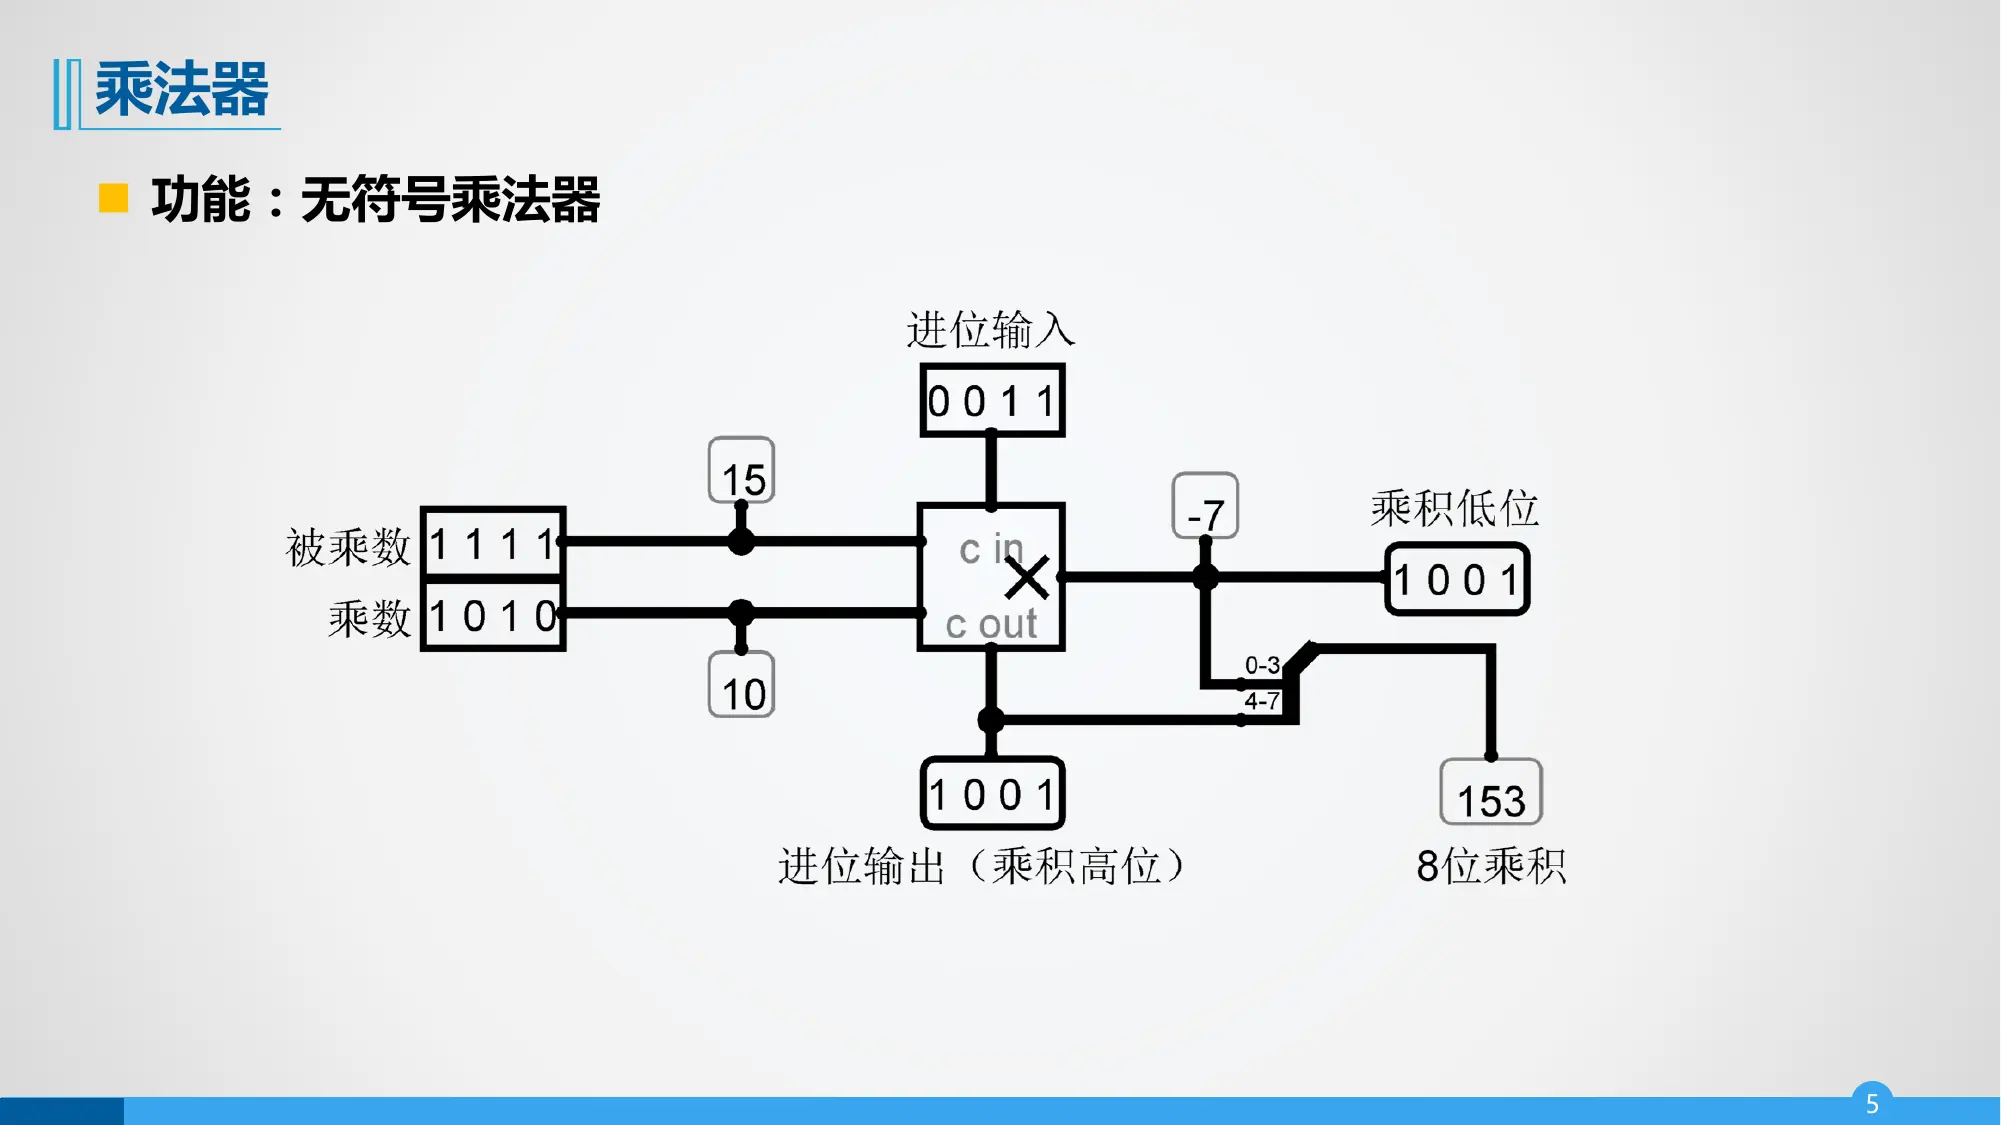 乘法器
功能：无符号乘法器
进位输入
0 0 1 1
15
-7
乘积低位
被乘数
1 1 1 1
c in
1 0 0 1
乘数
1 0 1 0
c out
10
0-3
4-7
1 0 0 1
153
进位输出（乘积高位）
8位乘积
5